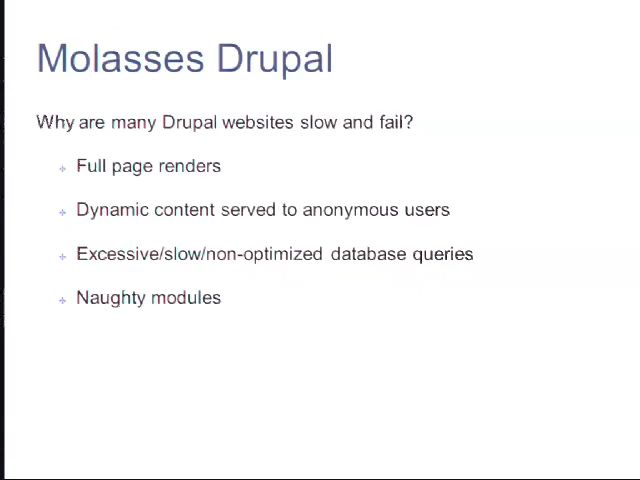 Molasses Drupal
Why are many Drupal websites slow and fail?
Full page renders
Dynamic content served to anonymous users
Excessive/slow/non-optimized database queries
Naughty modules